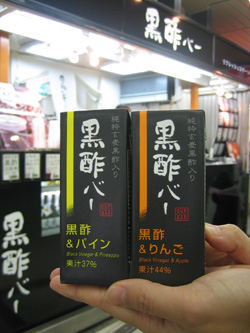 黒酢バー
黒酢バー
純粋玄麦黒酢入り
黒酢バー
黒酢
&パイン
Black Vinegar & Pineapple
果汁37%
純粋玄麦黒酢入り
黒酢バー
黒酢
&りんご
Black Vinegar & Apple
果汁44%